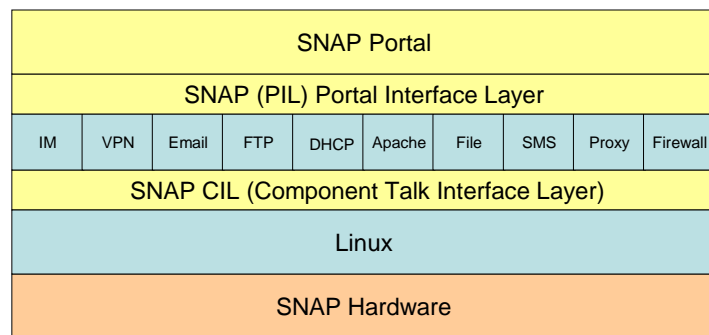 SNAP Portal
SNAP (PIL) Portal Interface Layer
IM VPN Email FTP DHCP Apache File SMS Proxy Firewall
SNAP CIL (Component Talk Interface Layer)
Linux
SNAP Hardware